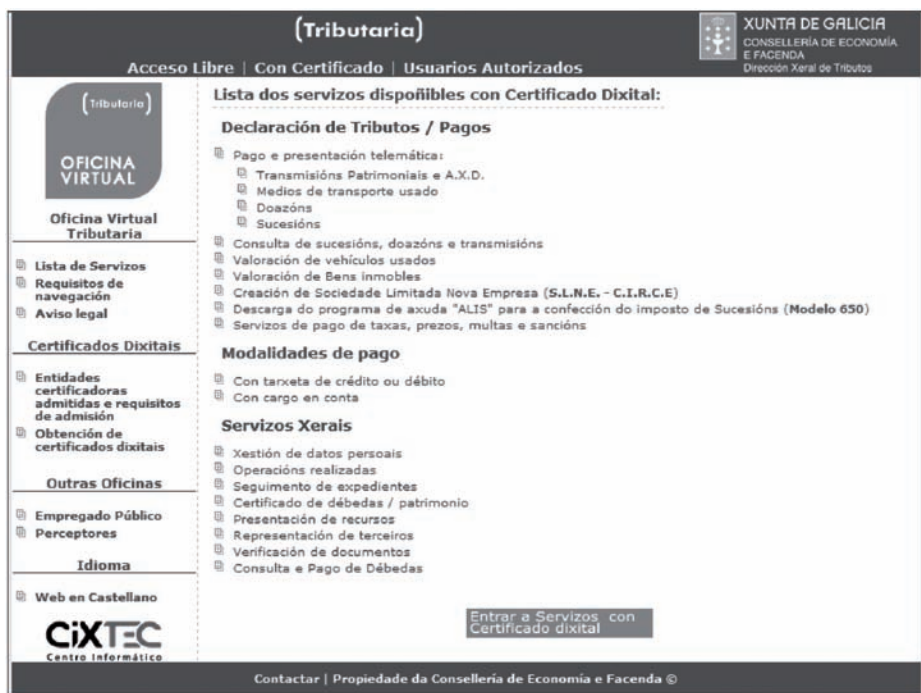 (Tributaria)
XUNTA DE GALICIA
CONSELLERÍA DE ECONOMÍA
E FACENDA
Dirección Xeral de Tributos
Acceso Libre | Con Certificado | Usuarios Autorizados
(Tributaria)
OFICINA
VIRTUAL
Oficina Virtual
Tributaria
Lista de Servizos
Requisitos de
navegación
Aviso legal
Certificados Dixitais
Entidades
certificadoras
admitidas e requisitos
de admisión
Obtención de
certificados dixitais
Outras Oficinas
Empregado Público
Perceptores
Idioma
Web en Castellano
CiXTEC
Centro Informático
Lista dos servizos dispoñibles con Certificado Dixital:
Declaración de Tributos / Pagos
Pago e presentación telemática:
Transmisións Patrimoniais e A.X.D.
Medios de transporte usado
Doazóns
Sucesións
Consulta de sucesións, doazóns e transmisións
Valoración de vehículos usados
Valoración de Bens inmobles
Creación de Sociedade Limitada Nova Empresa (S.L.N.E. - C.I.R.C.E)
Descarga do programa de axuda "ALIS" para a confección do imposto de Sucesións (Modelo 650)
Servizos de pago de taxas, prezos, multas e sancións
Modalidades de pago
Con tarxeta de crédito ou débito
Con cargo en conta
Servizos Xerais
Xestión de datos persoais
Operacións realizadas
Seguimento de expedientes
Certificado de débedas / patrimonio
Presentación de recursos
Representación de terceiros
Verificación de documentos
Consulta e Pago de Débedas
Entrar a Servizos con
Certificado dixital
Contactar | Propiedade da Consellería de Economía e Facenda ©